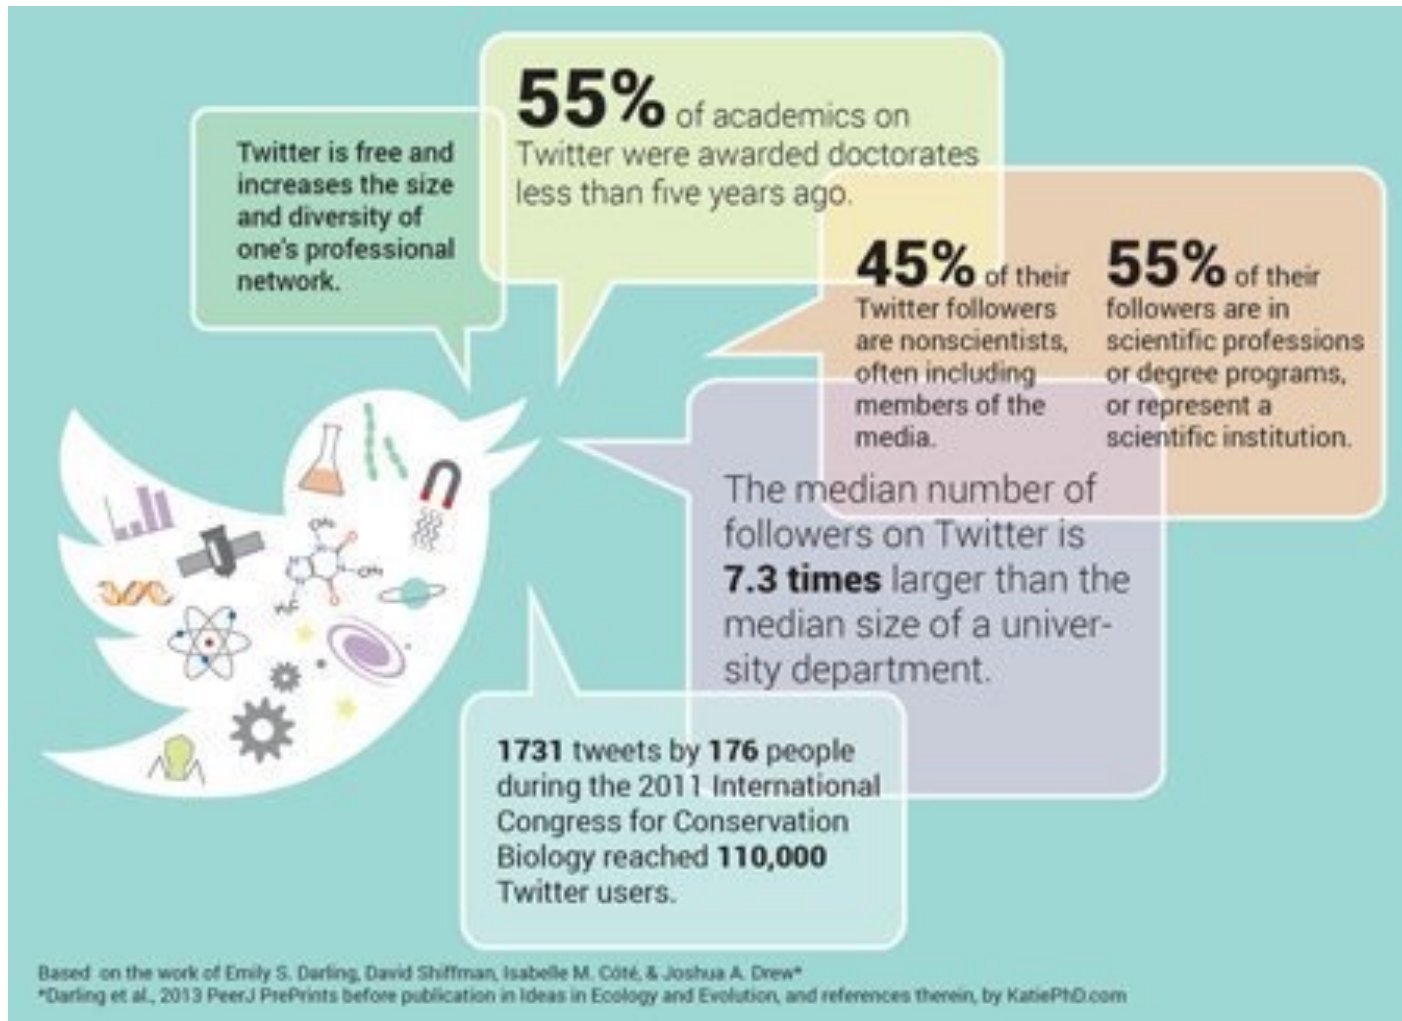 Twitter is free and
increases the size
and diversity of
one's professional
network.
55% of academics on
Twitter were awarded doctorates
less than five years ago.
45% of their
Twitter followers
are nonscientists,
often including
members of the
media.
55% of their
followers are in
scientific professions
or degree programs,
or represent a
scientific institution.
The median number of
followers on Twitter is
7.3 times larger than the
median size of a univer-
sity department.
CH₃
N
O
N
N
CH₃
N
O
H₃C
1731 tweets by 176 people
during the 2011 International
Congress for Conservation
Biology reached 110,000
Twitter users.
Based on the work of Emily S. Darling, David Shiffman, Isabelle M. Côté, & Joshua A. Drew*
*Darling et al., 2013 PeerJ PrePrints before publication in Ideas in Ecology and Evolution, and references therein, by KatiePhD.com